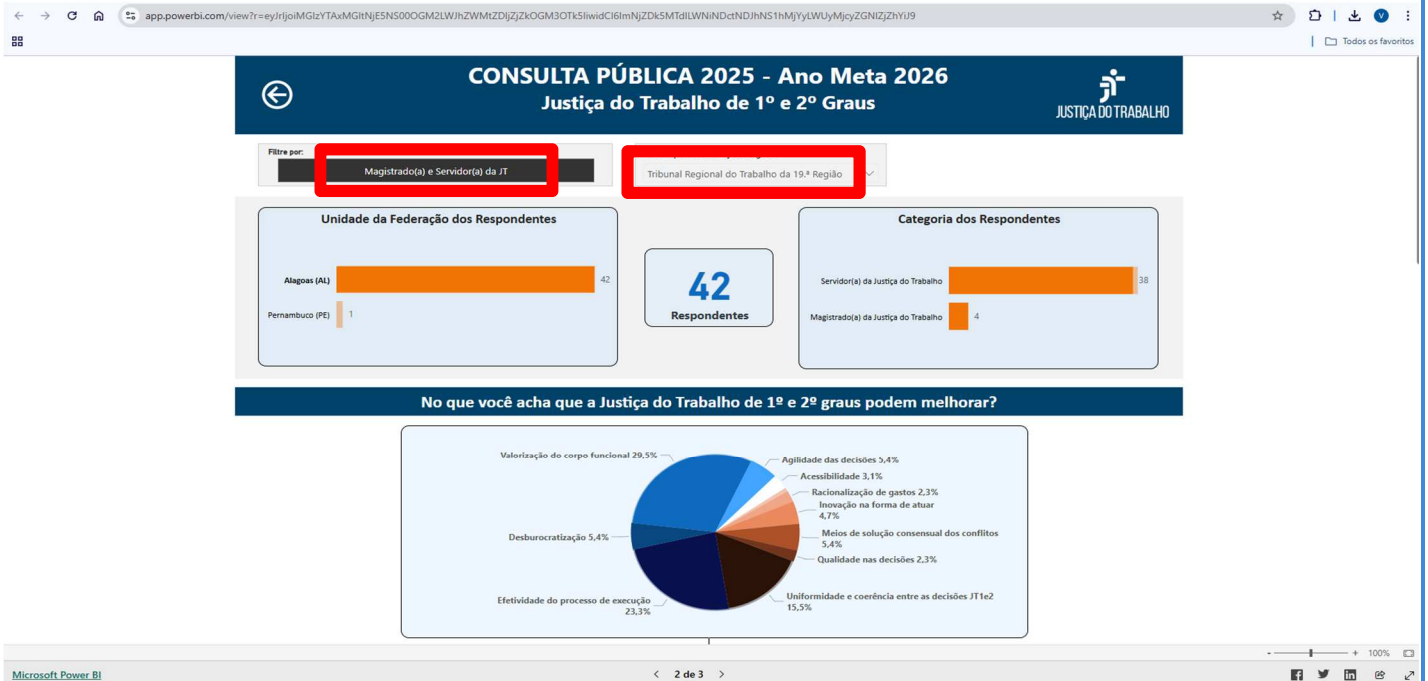 app.powerbi.com/view?r=eyJrIjoiMGIzYTAxMGItNjE5NS00OGM2LWJhZWMtZDljZjZkOGM3OTk5IiwidCI6ImNjZDk5MTdlLWNiNDctNDJhNS1hMjYyLWUyMjcyZGNlZjZhYiJ9
V
Todos os favoritos
CONSULTA PÚBLICA 2025 - Ano Meta 2026
Justiça do Trabalho de 1º e 2º Graus
JUSTIÇA DO TRABALHO
Filtre por:
Magistrado(a) e Servidor(a) da JT
Tribunal Regional do Trabalho da 19.ª Região
Unidade da Federação dos Respondentes
Alagoas (AL) 42
Pernambuco (PE) 1
42
Respondentes
Categoria dos Respondentes
Servidor(a) da Justiça do Trabalho 38
Magistrado(a) da Justiça do Trabalho 4
No que você acha que a Justiça do Trabalho de 1º e 2º graus podem melhorar?
Valorização do corpo funcional 29,5%
Agilidade das decisões 5,4%
Acessibilidade 3,1%
Racionalização de gastos 2,3%
Inovação na forma de atuar
4,7%
Desburocratização 5,4%
Meios de solução consensual dos conflitos
5,4%
Qualidade nas decisões 2,3%
Efetividade do processo de execução
23,3%
Uniformidade e coerência entre as decisões JT1e2
15,5%
- + 100%
Microsoft Power BI
2 de 3